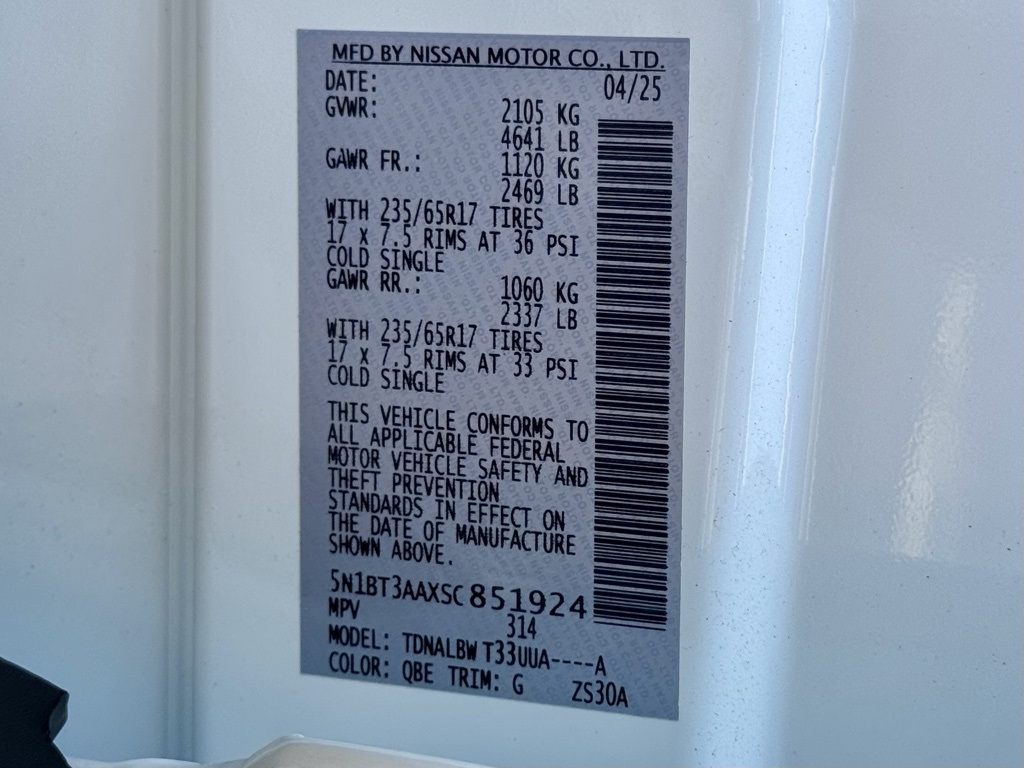 MFD BY NISSAN MOTOR CO., LTD.
DATE: 04/25
GVWR: 2105 KG
4641 LB
GAWR FR.: 1120 KG
2469 LB
WITH 235/65R17 TIRES
17 X 7.5 RIMS AT 36 PSI
COLD SINGLE
GAWR RR.: 1060 KG
2337 LB
WITH 235/65R17 TIRES
17 X 7.5 RIMS AT 33 PSI
COLD SINGLE
THIS VEHICLE CONFORMS TO
ALL APPLICABLE FEDERAL
MOTOR VEHICLE SAFETY AND
THEFT PREVENTION
STANDARDS IN EFFECT ON
THE DATE OF MANUFACTURE
SHOWN ABOVE.
5N1BT3AAXSC851924
MPV 314
MODEL: TDNALBW T33UUA----A
COLOR: QBE TRIM: G ZS30A